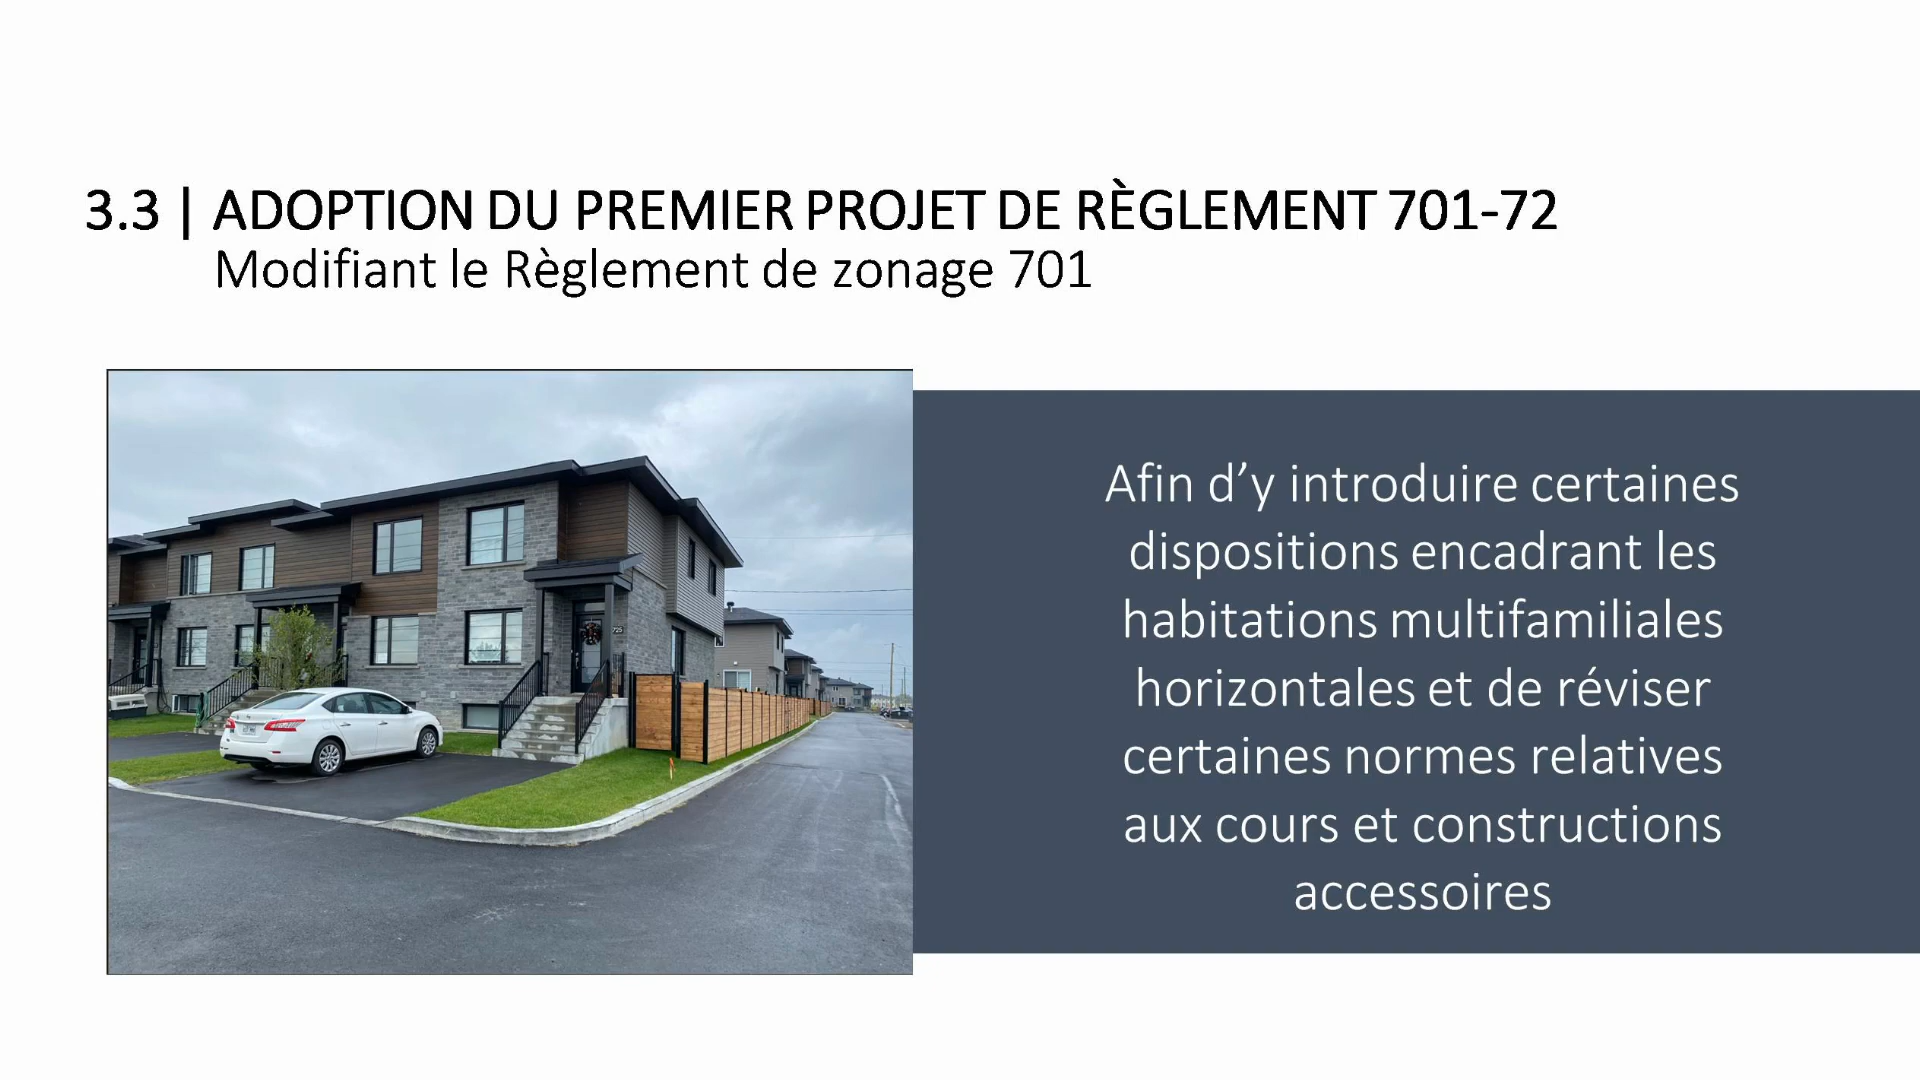 3.3 | ADOPTION DU PREMIER PROJET DE RÈGLEMENT 701-72
Modifiant le Règlement de zonage 701
Afin d’y introduire certaines
dispositions encadrant les
habitations multifamiliales
horizontales et de réviser
certaines normes relatives
aux cours et constructions
accessoires